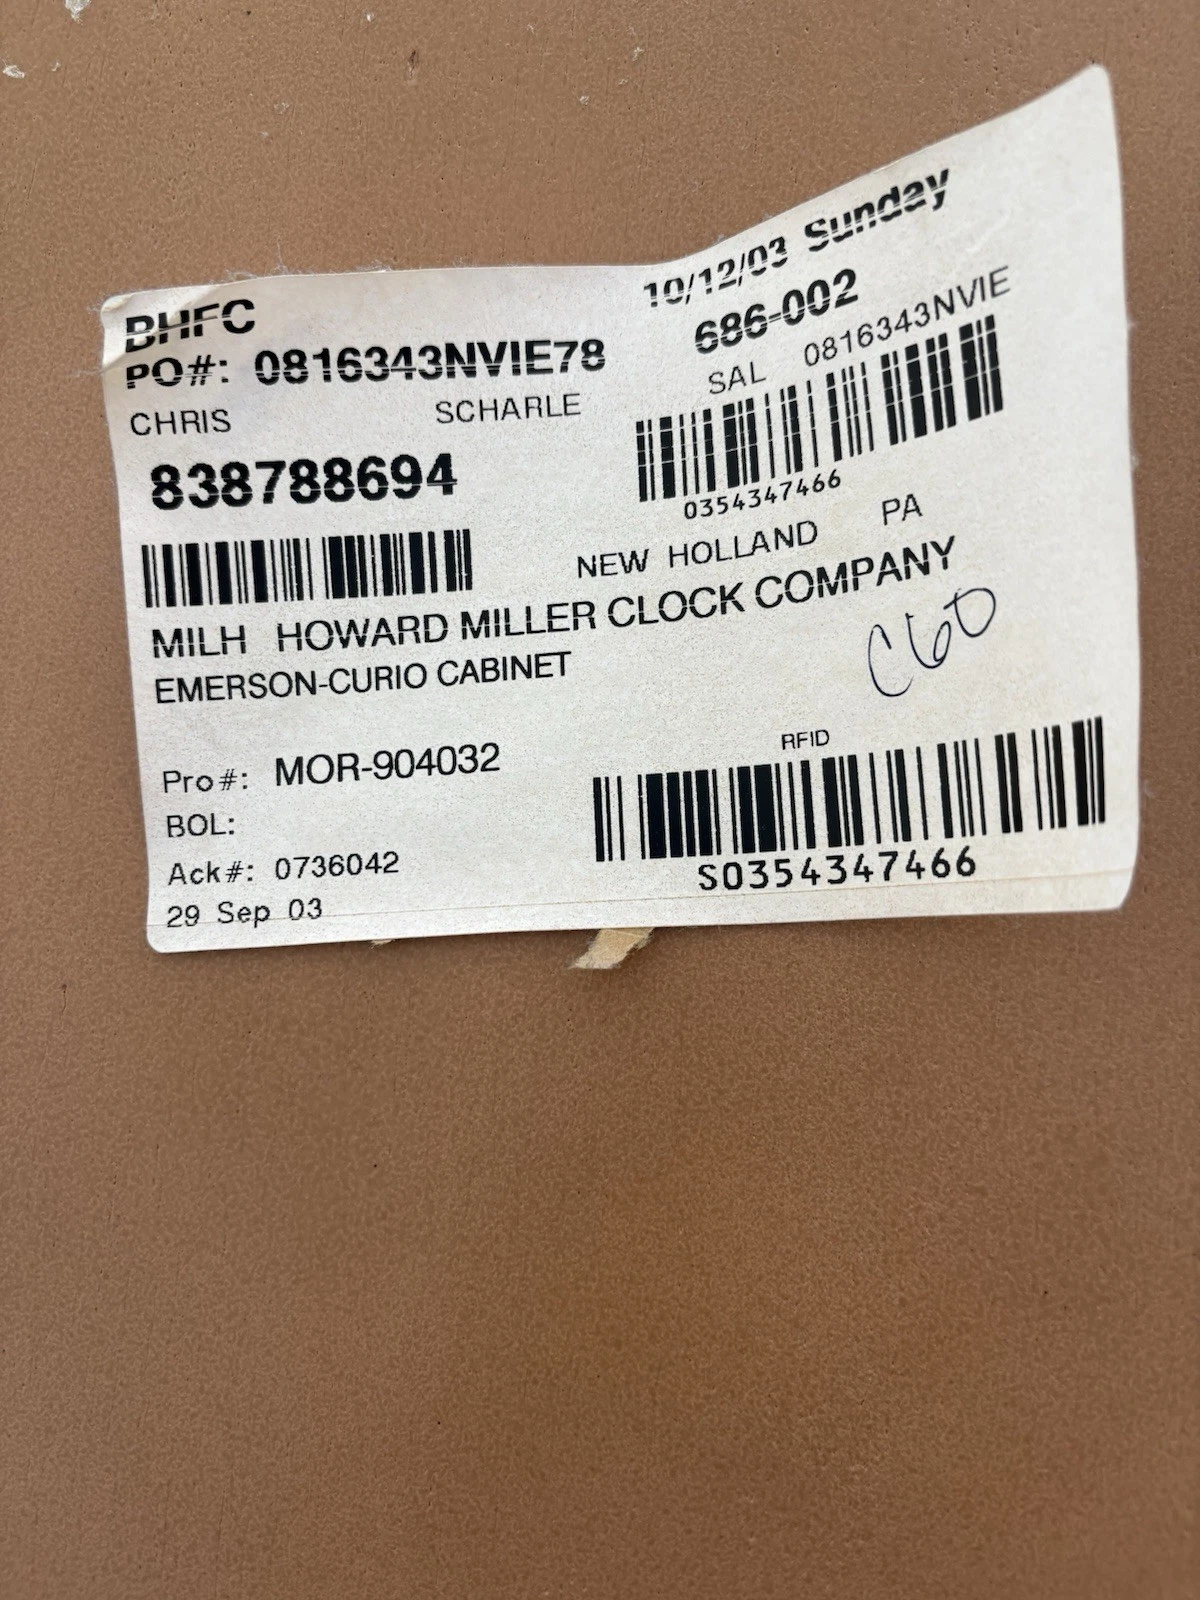 BHFC
10/12/03 Sunday
PO#: 0816343NVIE78
686-002
CHRIS SCHARLE
SAL 0816343NVIE
838788694
0354347466
NEW HOLLAND PA
MILH HOWARD MILLER CLOCK COMPANY
EMERSON-CURIO CABINET
C60
RFID
Pro#: MOR-904032
BOL:
Ack#: 0736042
S0354347466
29 Sep 03